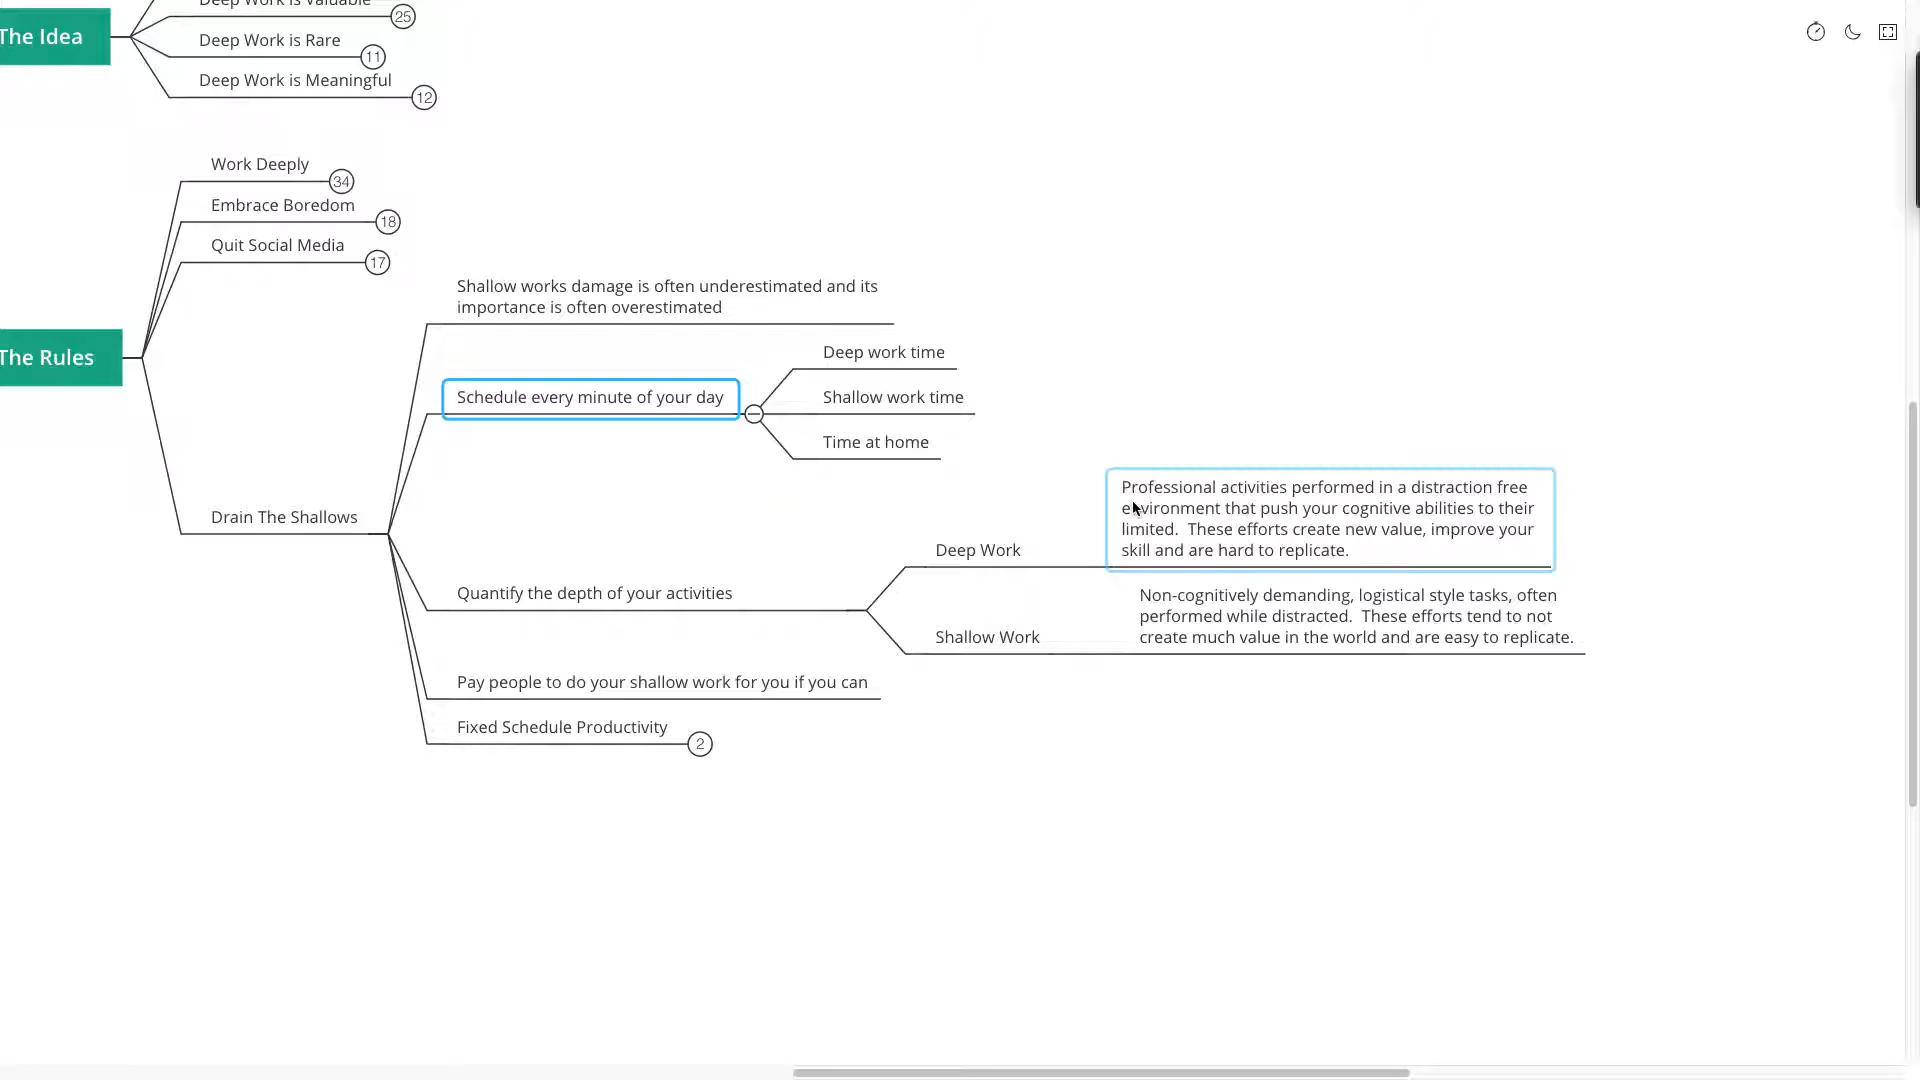 Deep Work is Valuable
25
The Idea
Deep Work is Rare
11
Deep Work is Meaningful
12
Work Deeply
34
Embrace Boredom
18
Quit Social Media
17
The Rules
Drain The Shallows
Shallow works damage is often underestimated and its
importance is often overestimated
Schedule every minute of your day
Deep work time
Shallow work time
Time at home
Quantify the depth of your activities
Deep Work
Professional activities performed in a distraction free
environment that push your cognitive abilities to their
limited.  These efforts create new value, improve your
skill and are hard to replicate.
Shallow Work
Non-cognitively demanding, logistical style tasks, often
performed while distracted.  These efforts tend to not
create much value in the world and are easy to replicate.
Pay people to do your shallow work for you if you can
Fixed Schedule Productivity
2